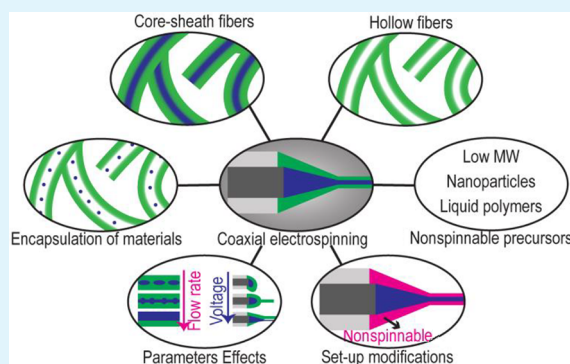 Core-sheath fibers
Hollow fibers
Low MW
Nanoparticles
Liquid polymers
Encapsulation of materials
Coaxial electrospinning
Nonspinnable precursors
Flow rate
Voltage
Nonspinnable
Parameters Effects
Set-up modifications